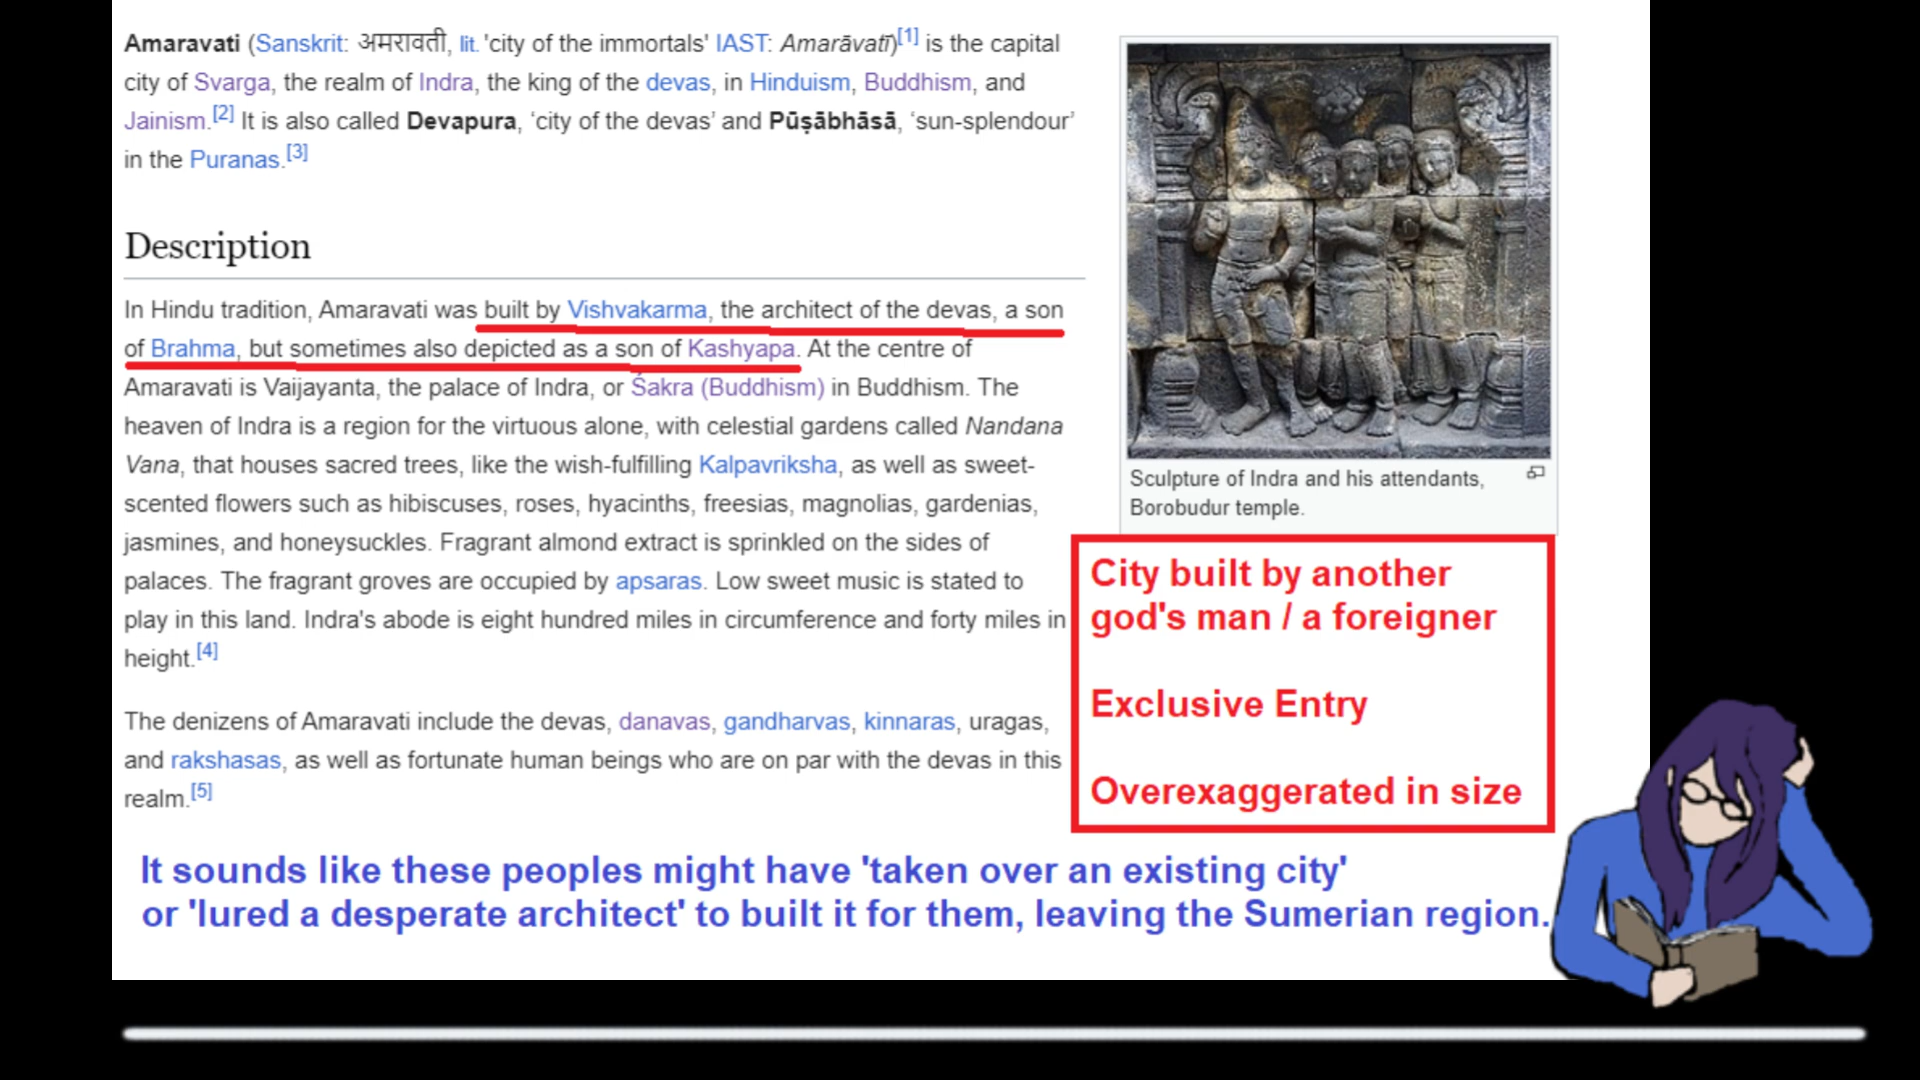 Amaravati (Sanskrit: अमरावती, lit. 'city of the immortals' IAST: Amarāvatī)[1] is the capital
city of Svarga, the realm of Indra, the king of the devas, in Hinduism, Buddhism, and
Jainism.[2] It is also called Devapura, ‘city of the devas’ and Pūṣābhāsā, ‘sun-splendour’
in the Puranas.[3]
Description
In Hindu tradition, Amaravati was built by Vishvakarma, the architect of the devas, a son
of Brahma, but sometimes also depicted as a son of Kashyapa. At the centre of
Amaravati is Vaijayanta, the palace of Indra, or Śakra (Buddhism) in Buddhism. The
heaven of Indra is a region for the virtuous alone, with celestial gardens called Nandana
Vana, that houses sacred trees, like the wish-fulfilling Kalpavriksha, as well as sweet-
scented flowers such as hibiscuses, roses, hyacinths, freesias, magnolias, gardenias,
jasmines, and honeysuckles. Fragrant almond extract is sprinkled on the sides of
palaces. The fragrant groves are occupied by apsaras. Low sweet music is stated to
play in this land. Indra's abode is eight hundred miles in circumference and forty miles in
height.[4]
The denizens of Amaravati include the devas, danavas, gandharvas, kinnaras, uragas,
and rakshasas, as well as fortunate human beings who are on par with the devas in this
realm.[5]
Sculpture of Indra and his attendants,
Borobudur temple.
City built by another
god's man / a foreigner
Exclusive Entry
Overexaggerated in size
It sounds like these peoples might have 'taken over an existing city'
or 'lured a desperate architect' to built it for them, leaving the Sumerian region.